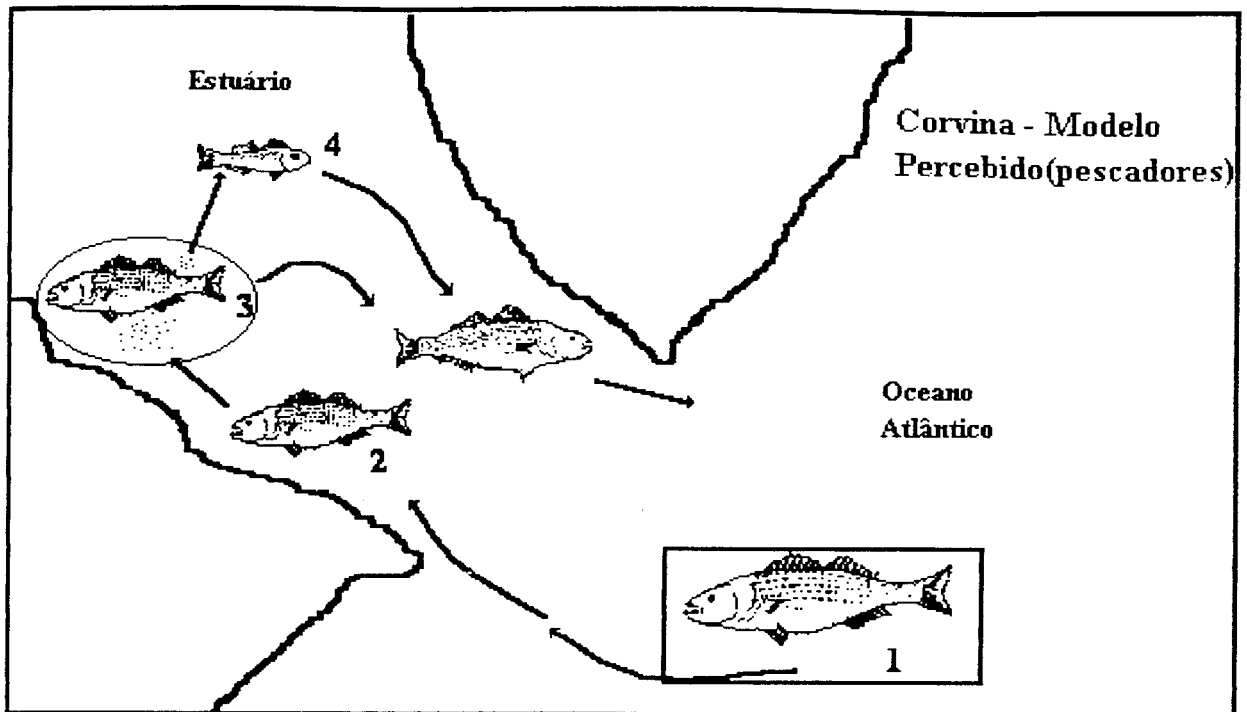 Estuário
4
Corvina - Modelo
Percebido(pescadores)
3
Oceano
Atlântico
2
1